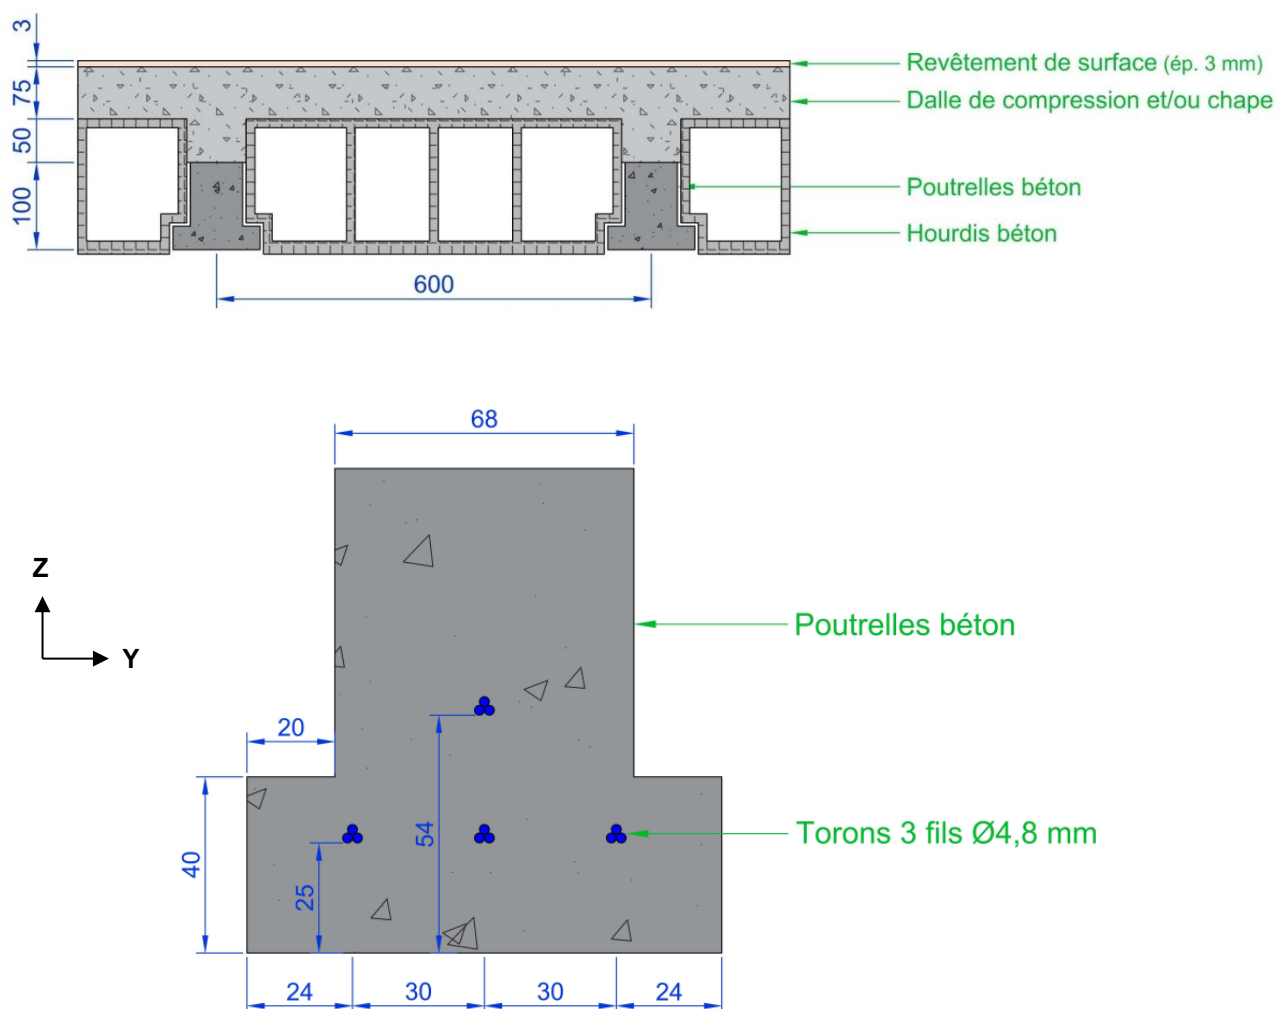 3
75
50
100
600
Revêtement de surface (ép. 3 mm)
Dalle de compression et/ou chape
Poutrelles béton
Hourdis béton
68
Z
Y
20
40
25
54
24
30
30
24
Poutrelles béton
Torons 3 fils Ø4,8 mm